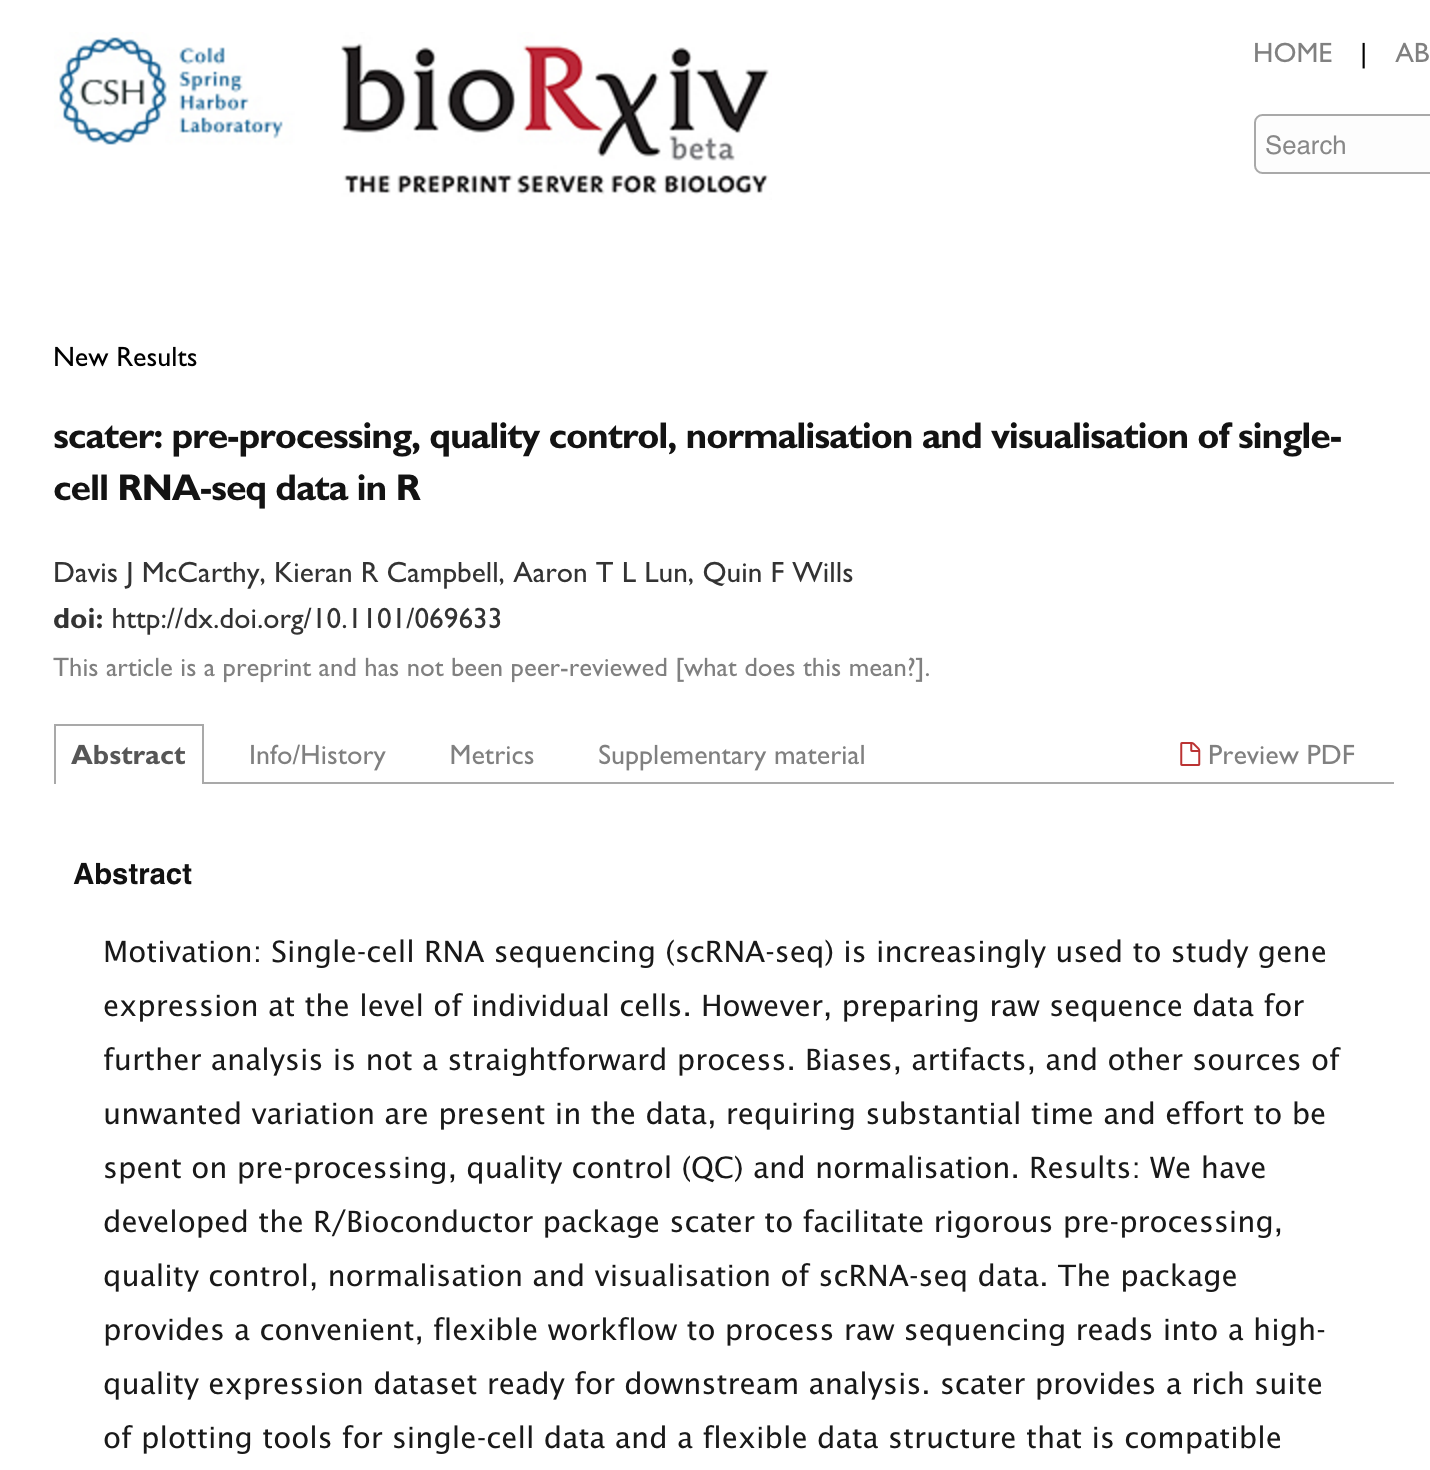 CSH
Cold
Spring
Harbor
Laboratory
bioRχiv
beta
THE PREPRINT SERVER FOR BIOLOGY
HOME | AB
Search
New Results
scater: pre-processing, quality control, normalisation and visualisation of single-
cell RNA-seq data in R
Davis J McCarthy, Kieran R Campbell, Aaron T L Lun, Quin F Wills
doi: http://dx.doi.org/10.1101/069633
This article is a preprint and has not been peer-reviewed [what does this mean?].
Abstract Info/History Metrics Supplementary material Preview PDF
Abstract
Motivation: Single-cell RNA sequencing (scRNA-seq) is increasingly used to study gene
expression at the level of individual cells. However, preparing raw sequence data for
further analysis is not a straightforward process. Biases, artifacts, and other sources of
unwanted variation are present in the data, requiring substantial time and effort to be
spent on pre-processing, quality control (QC) and normalisation. Results: We have
developed the R/Bioconductor package scater to facilitate rigorous pre-processing,
quality control, normalisation and visualisation of scRNA-seq data. The package
provides a convenient, flexible workflow to process raw sequencing reads into a high-
quality expression dataset ready for downstream analysis. scater provides a rich suite
of plotting tools for single-cell data and a flexible data structure that is compatible